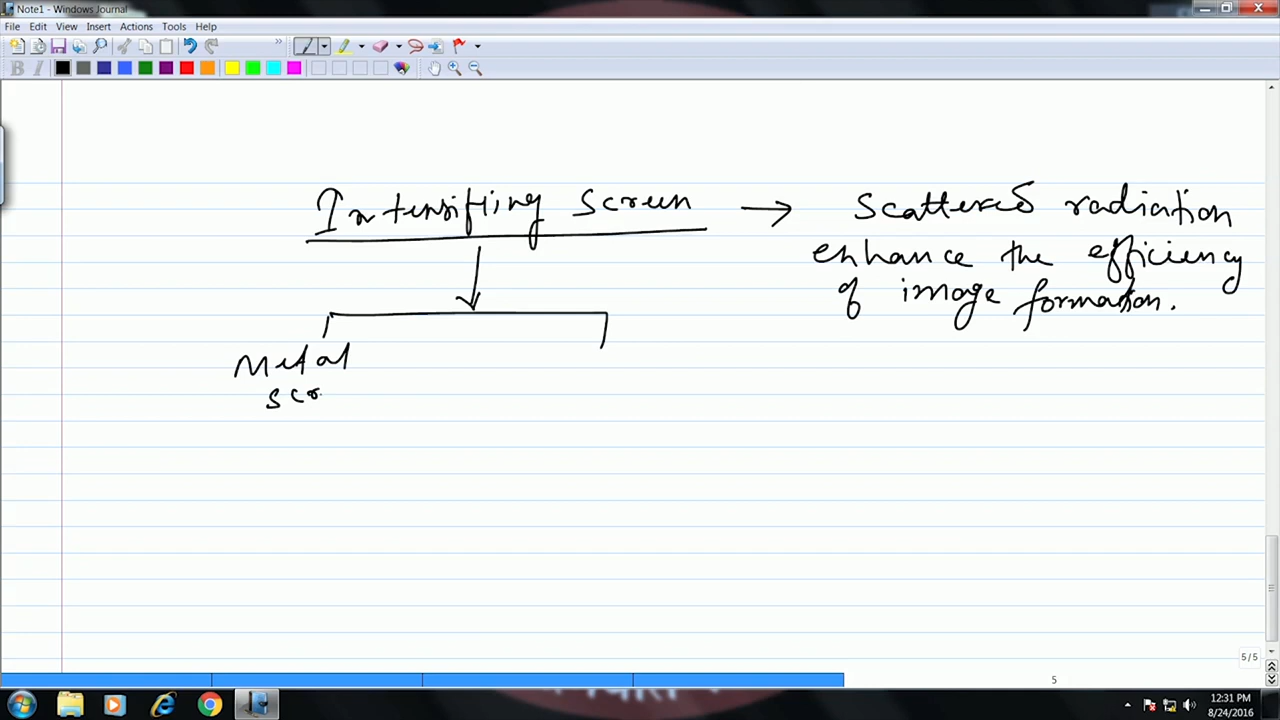 Note1 - Windows Journal
File Edit View Insert Actions Tools Help
B I
Intensifiing Screen → Scattered radiation
enhance the efficiency
of image formation.
Metal
scr
5/5
5
12:31 PM
8/24/2016